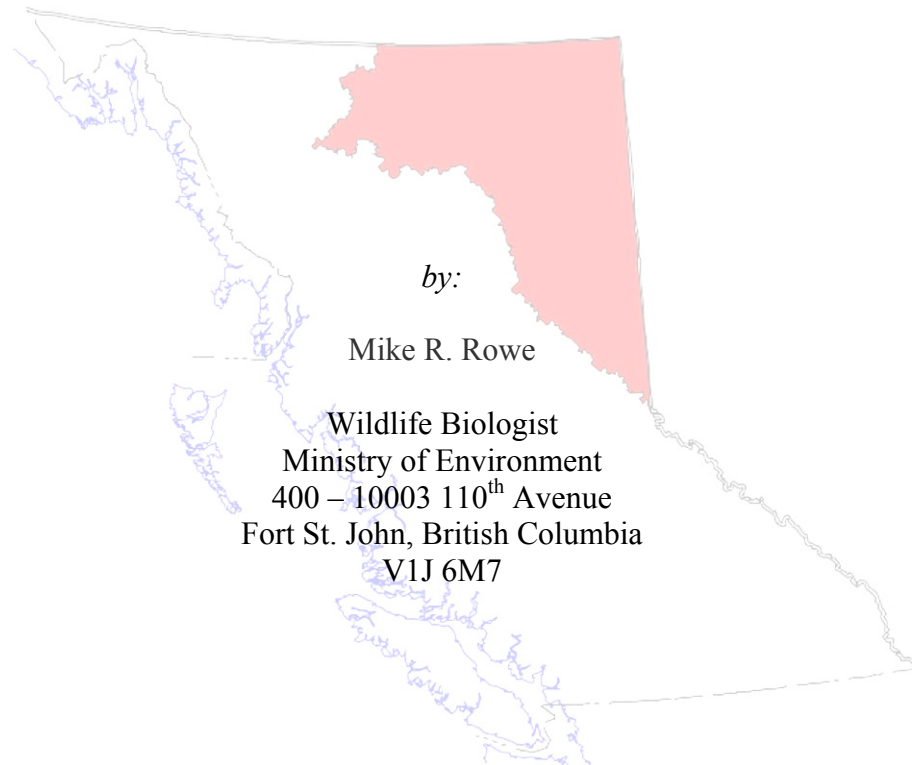 by:
Mike R. Rowe
Wildlife Biologist
Ministry of Environment
400 – 10003 110th Avenue
Fort St. John, British Columbia
V1J 6M7